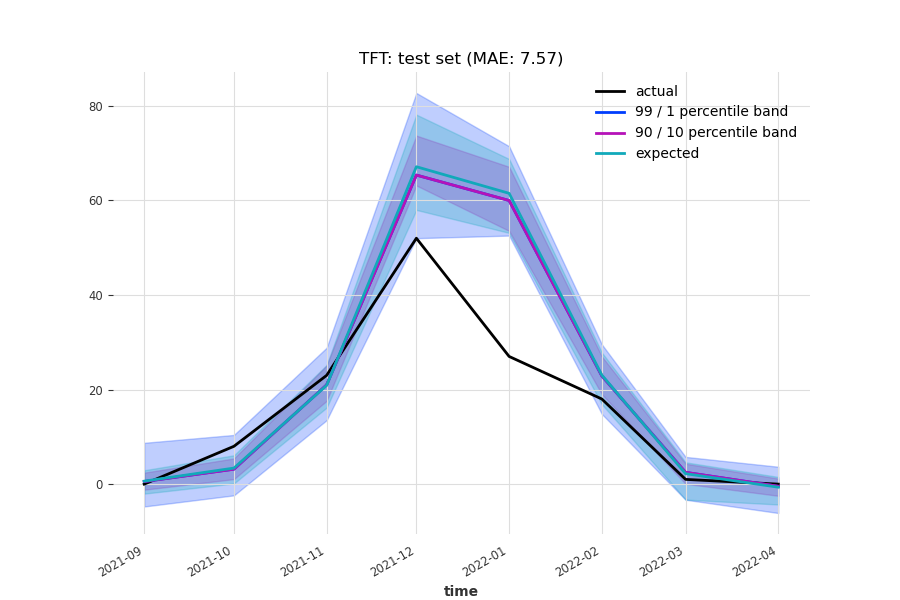 TFT: test set (MAE: 7.57)
actual
99 / 1 percentile band
90 / 10 percentile band
expected
80
60
40
20
0
2021-09
2021-10
2021-11
2021-12
2022-01
2022-02
2022-03
2022-04
time